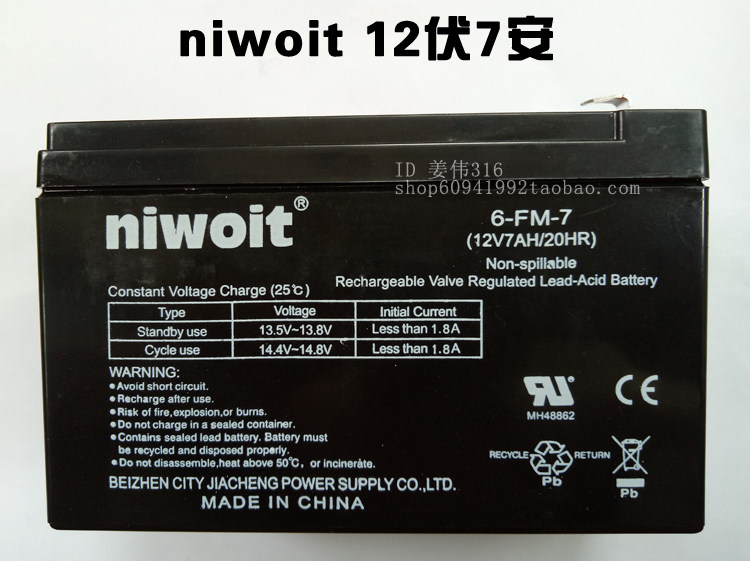 niwoit 12伏7安
ID 姜伟316
shop60941992taobao.com
niwoit®
6-FM-7
(12V7AH/20HR)
Non-spillable
Rechargeable Valve Regulated Lead-Acid Battery
Constant Voltage Charge (25℃)
Type Voltage Initial Current
Standby use 13.5V~13.8V Less than 1.8A
Cycle use 14.4V~14.8V Less than 1.8A
WARNING:
●Avoid short circuit.
●Recharge after use.
●Risk of fire,explosion,or burns.
●Do not charge in a sealed container.
●Contains sealed lead battery. Battery must
be recycled and disposed properly.
●Do not disassemble,heat above 50℃, or incinerate.
BEIZHEN CITY JIACHENG POWER SUPPLY CO.,LTD.
MADE IN CHINA
RU
MH48862
CE
RECYCLE
RETURN
Pb
Pb